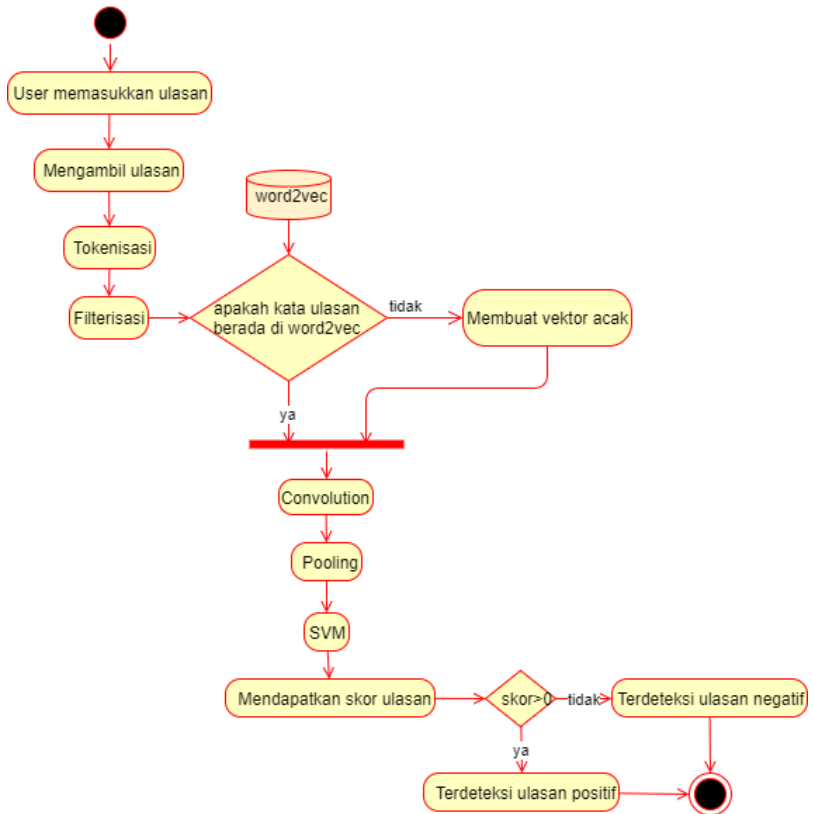 User memasukkan ulasan
Mengambil ulasan
word2vec
Tokenisasi
Filterisasi
apakah kata ulasan
berada di word2vec
tidak
Membuat vektor acak
ya
Convolution
Pooling
SVM
Mendapatkan skor ulasan
skor>0
tidak
Terdeteksi ulasan negatif
ya
Terdeteksi ulasan positif